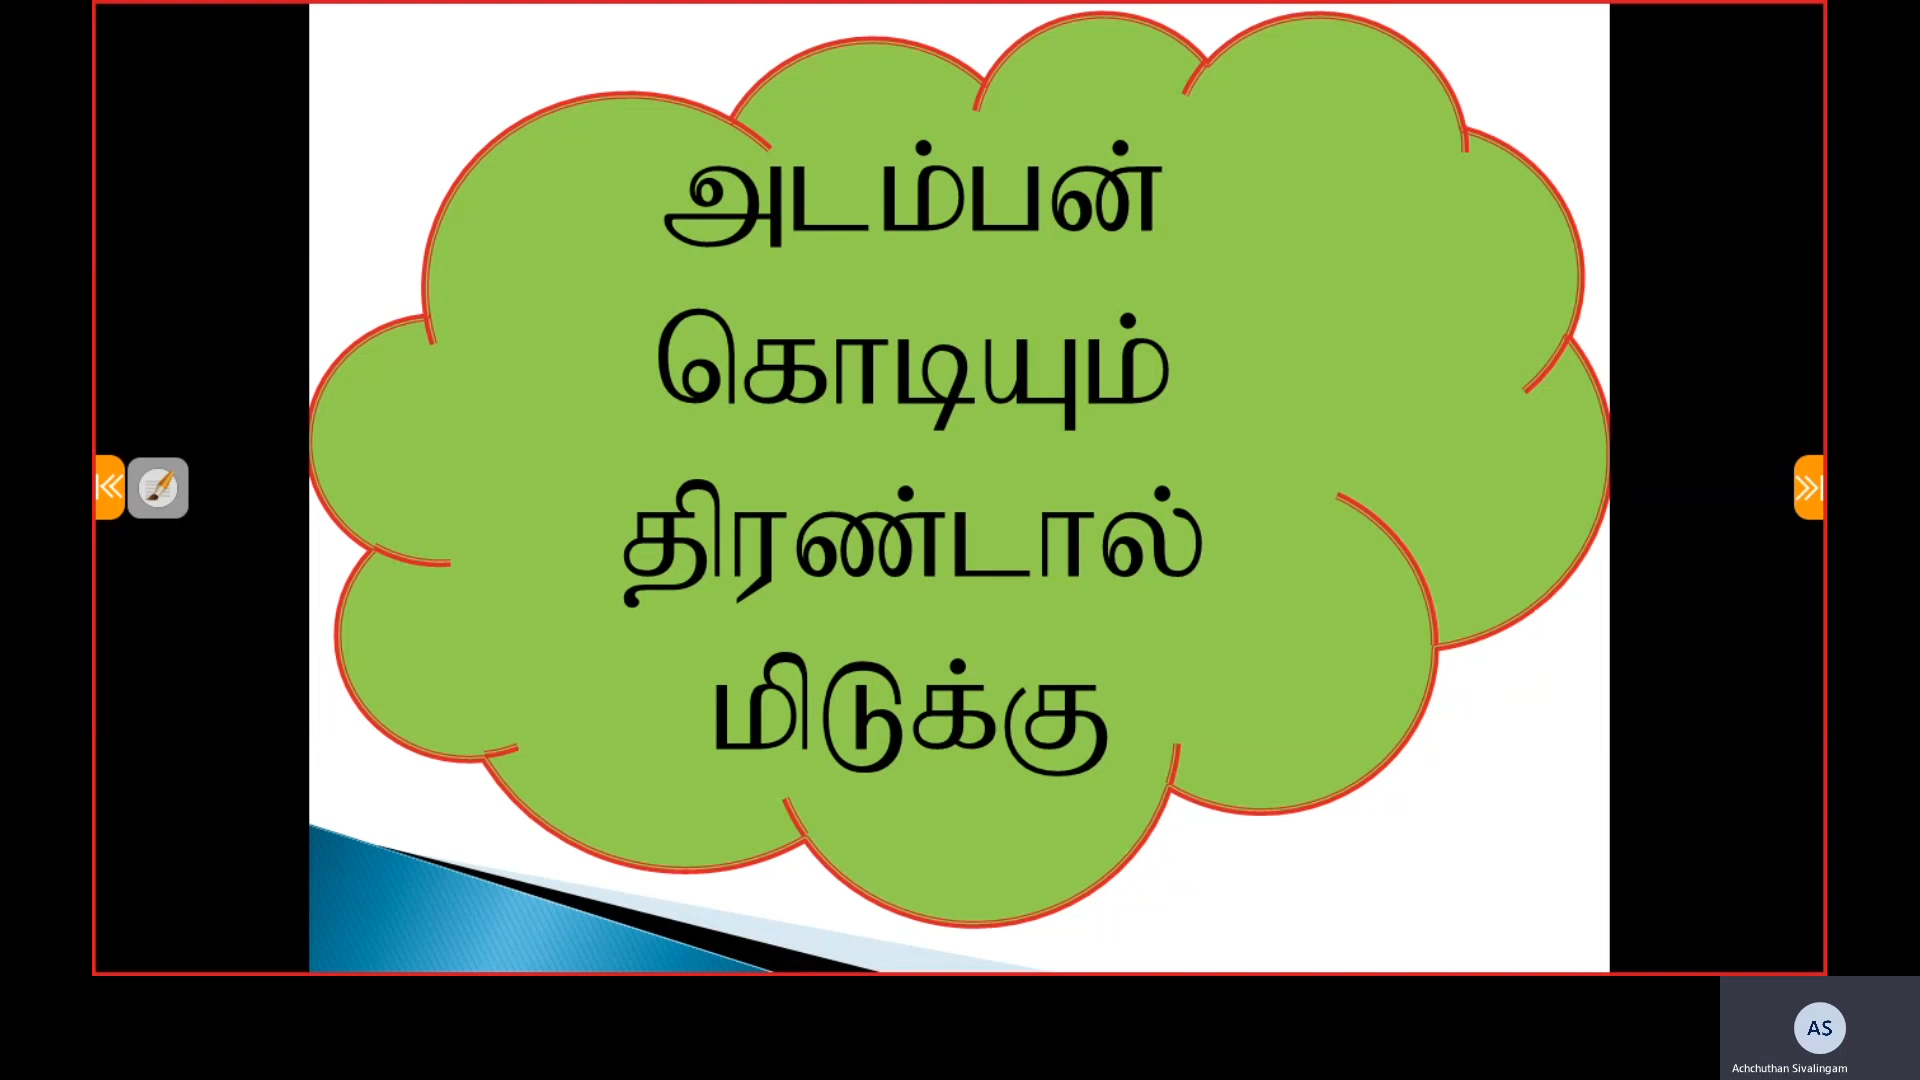 அடம்பன்
கொடியும்
திரண்டால்
மிடுக்கு
AS
Achchuthan Sivalingam